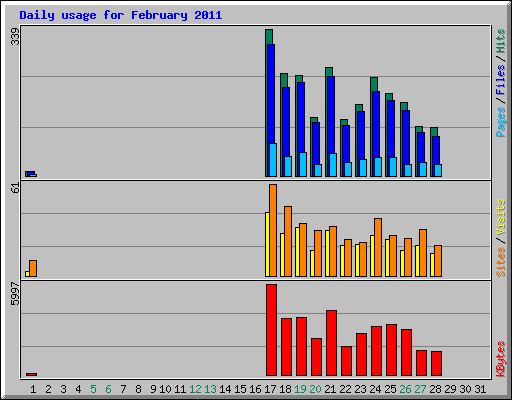 Daily usage for February 2011
339
Pages / Files / Hits
61
Sites / Visits
5997
KBytes
1 2 3 4 5 6 7 8 9 10 11 12 13 14 15 16 17 18 19 20 21 22 23 24 25 26 27 28 29 30 31